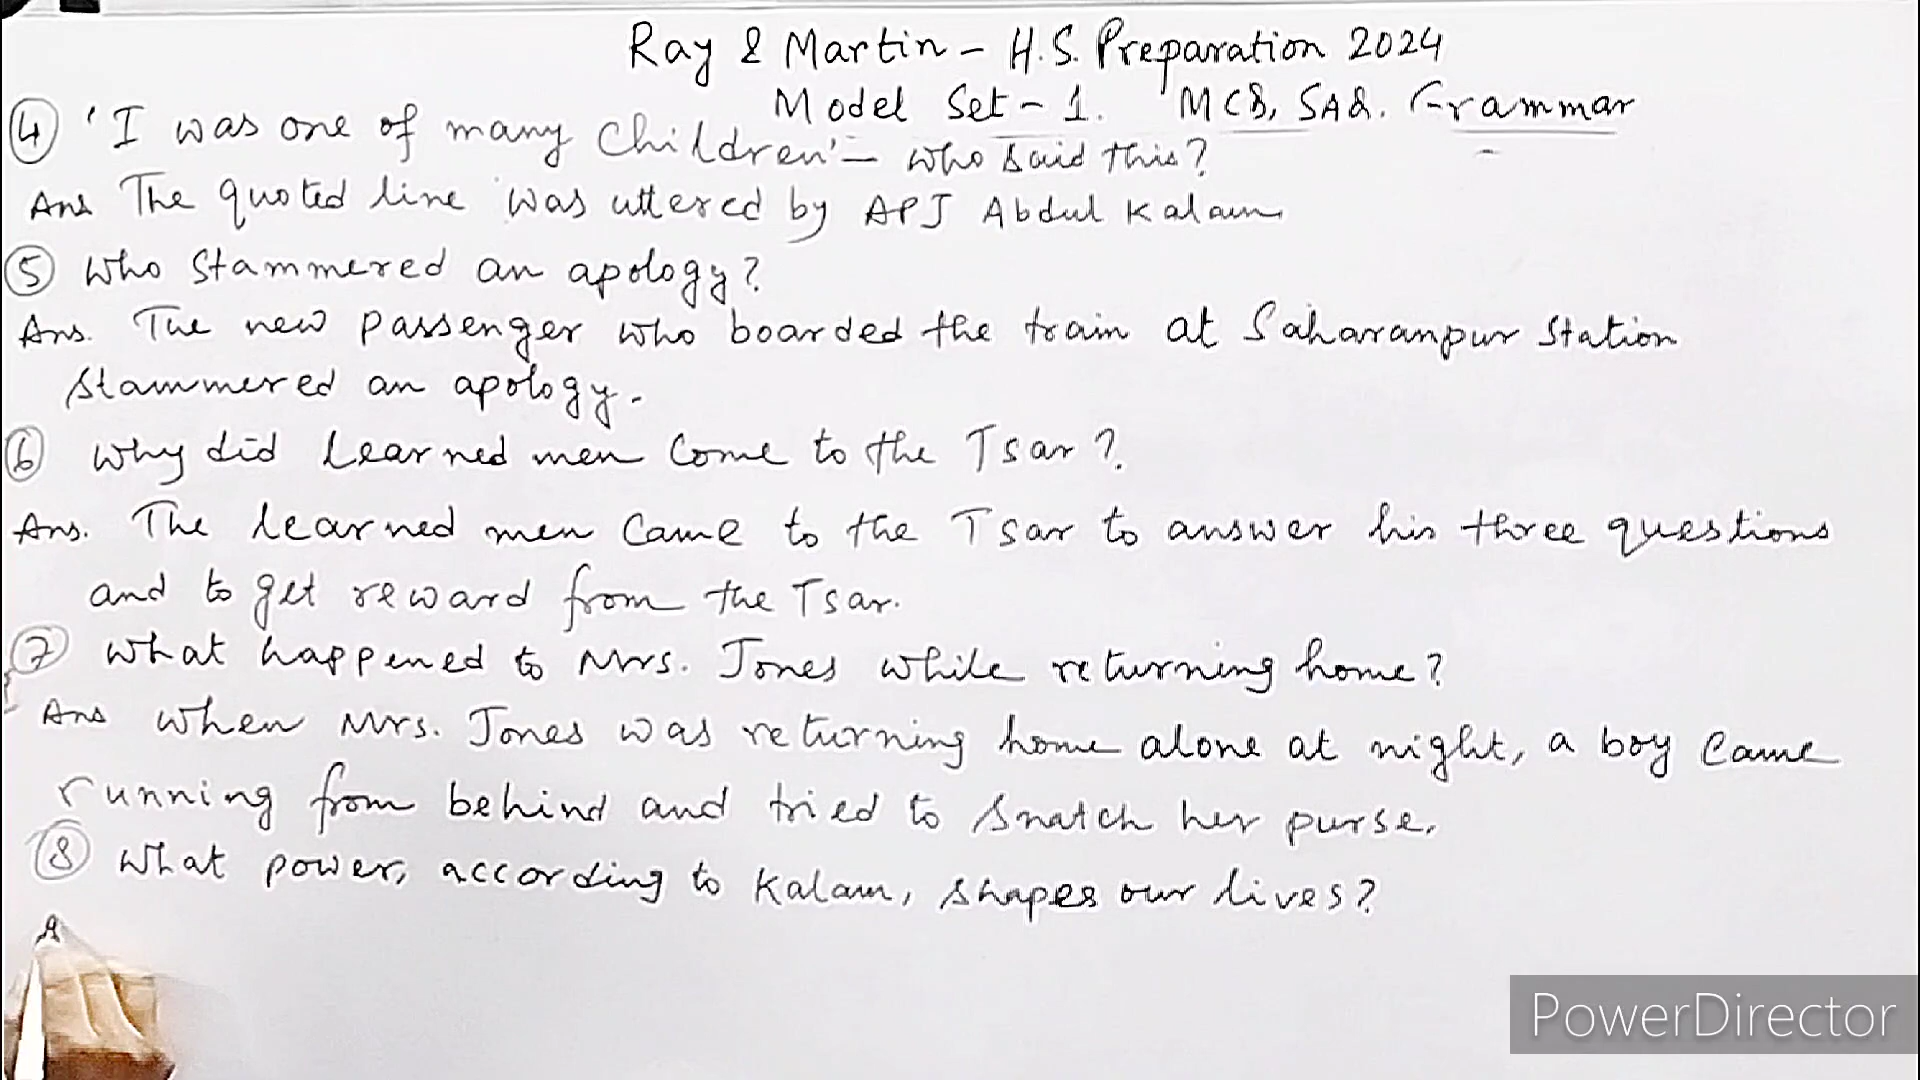 Ray & Martin - H.S. Preparation 2024
Model Set - 1. MCQ, SAQ. Grammar
④ 'I was one of many Children' - who said this?
Ans The quoted line was uttered by APJ Abdul Kalam
⑤ Who stammered an apology?
Ans. The new passenger who boarded the train at Saharanpur Station
stammered an apology.
⑥ Why did learned men come to the Tsar?
Ans. The learned men came to the Tsar to answer his three questions
and to get reward from the Tsar.
⑦ What happened to Mrs. Jones while returning home?
Ans When Mrs. Jones was returning home alone at night, a boy came
running from behind and tried to snatch her purse.
⑧ What power, according to Kalam, shapes our lives?
A
PowerDirector